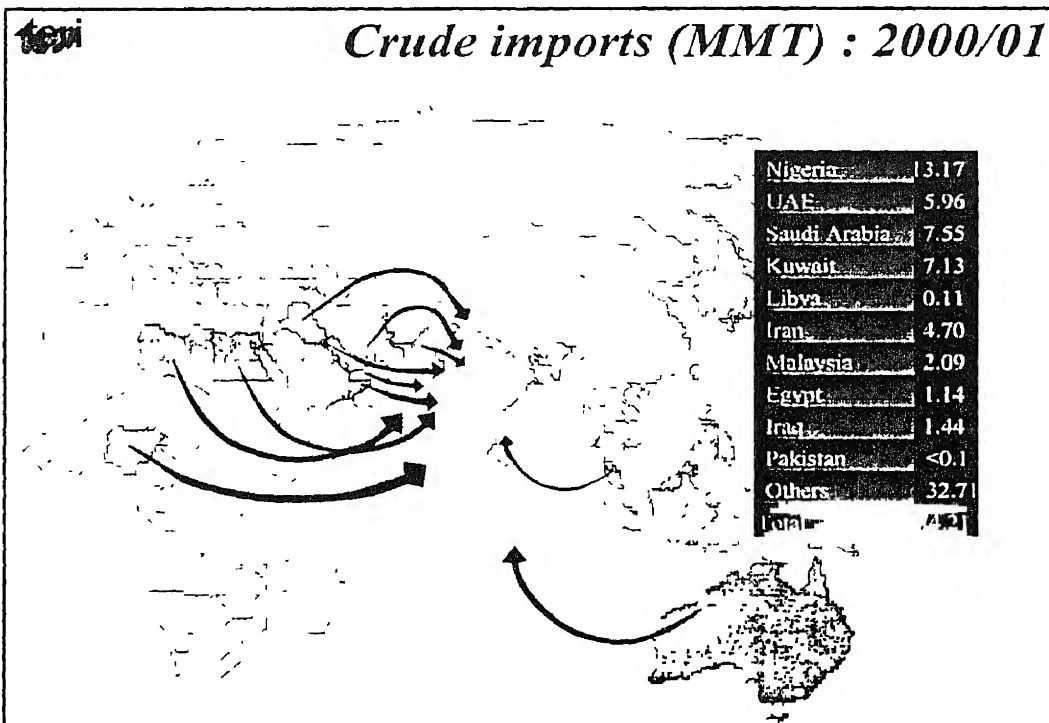 Crude imports (MMT) : 2000/01
Nigeria 13.17
UAE 5.96
Saudi Arabia 7.55
Kuwait 7.13
Libya 0.11
Iran 4.70
Malaysia 2.09
Egypt 1.14
Iraq 1.44
Pakistan <0.1
Others 32.71